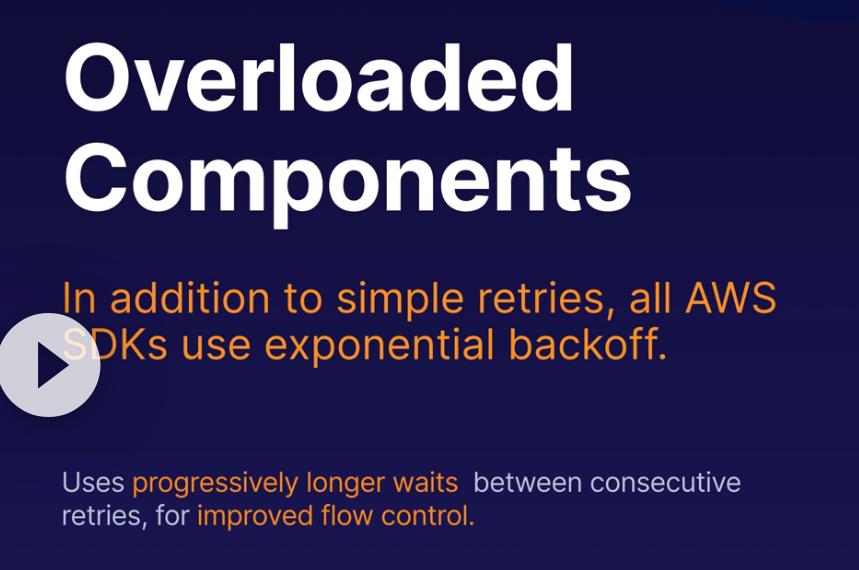 Overloaded
Components
In addition to simple retries, all AWS
SDKs use exponential backoff.
Uses progressively longer waits between consecutive
retries, for improved flow control.